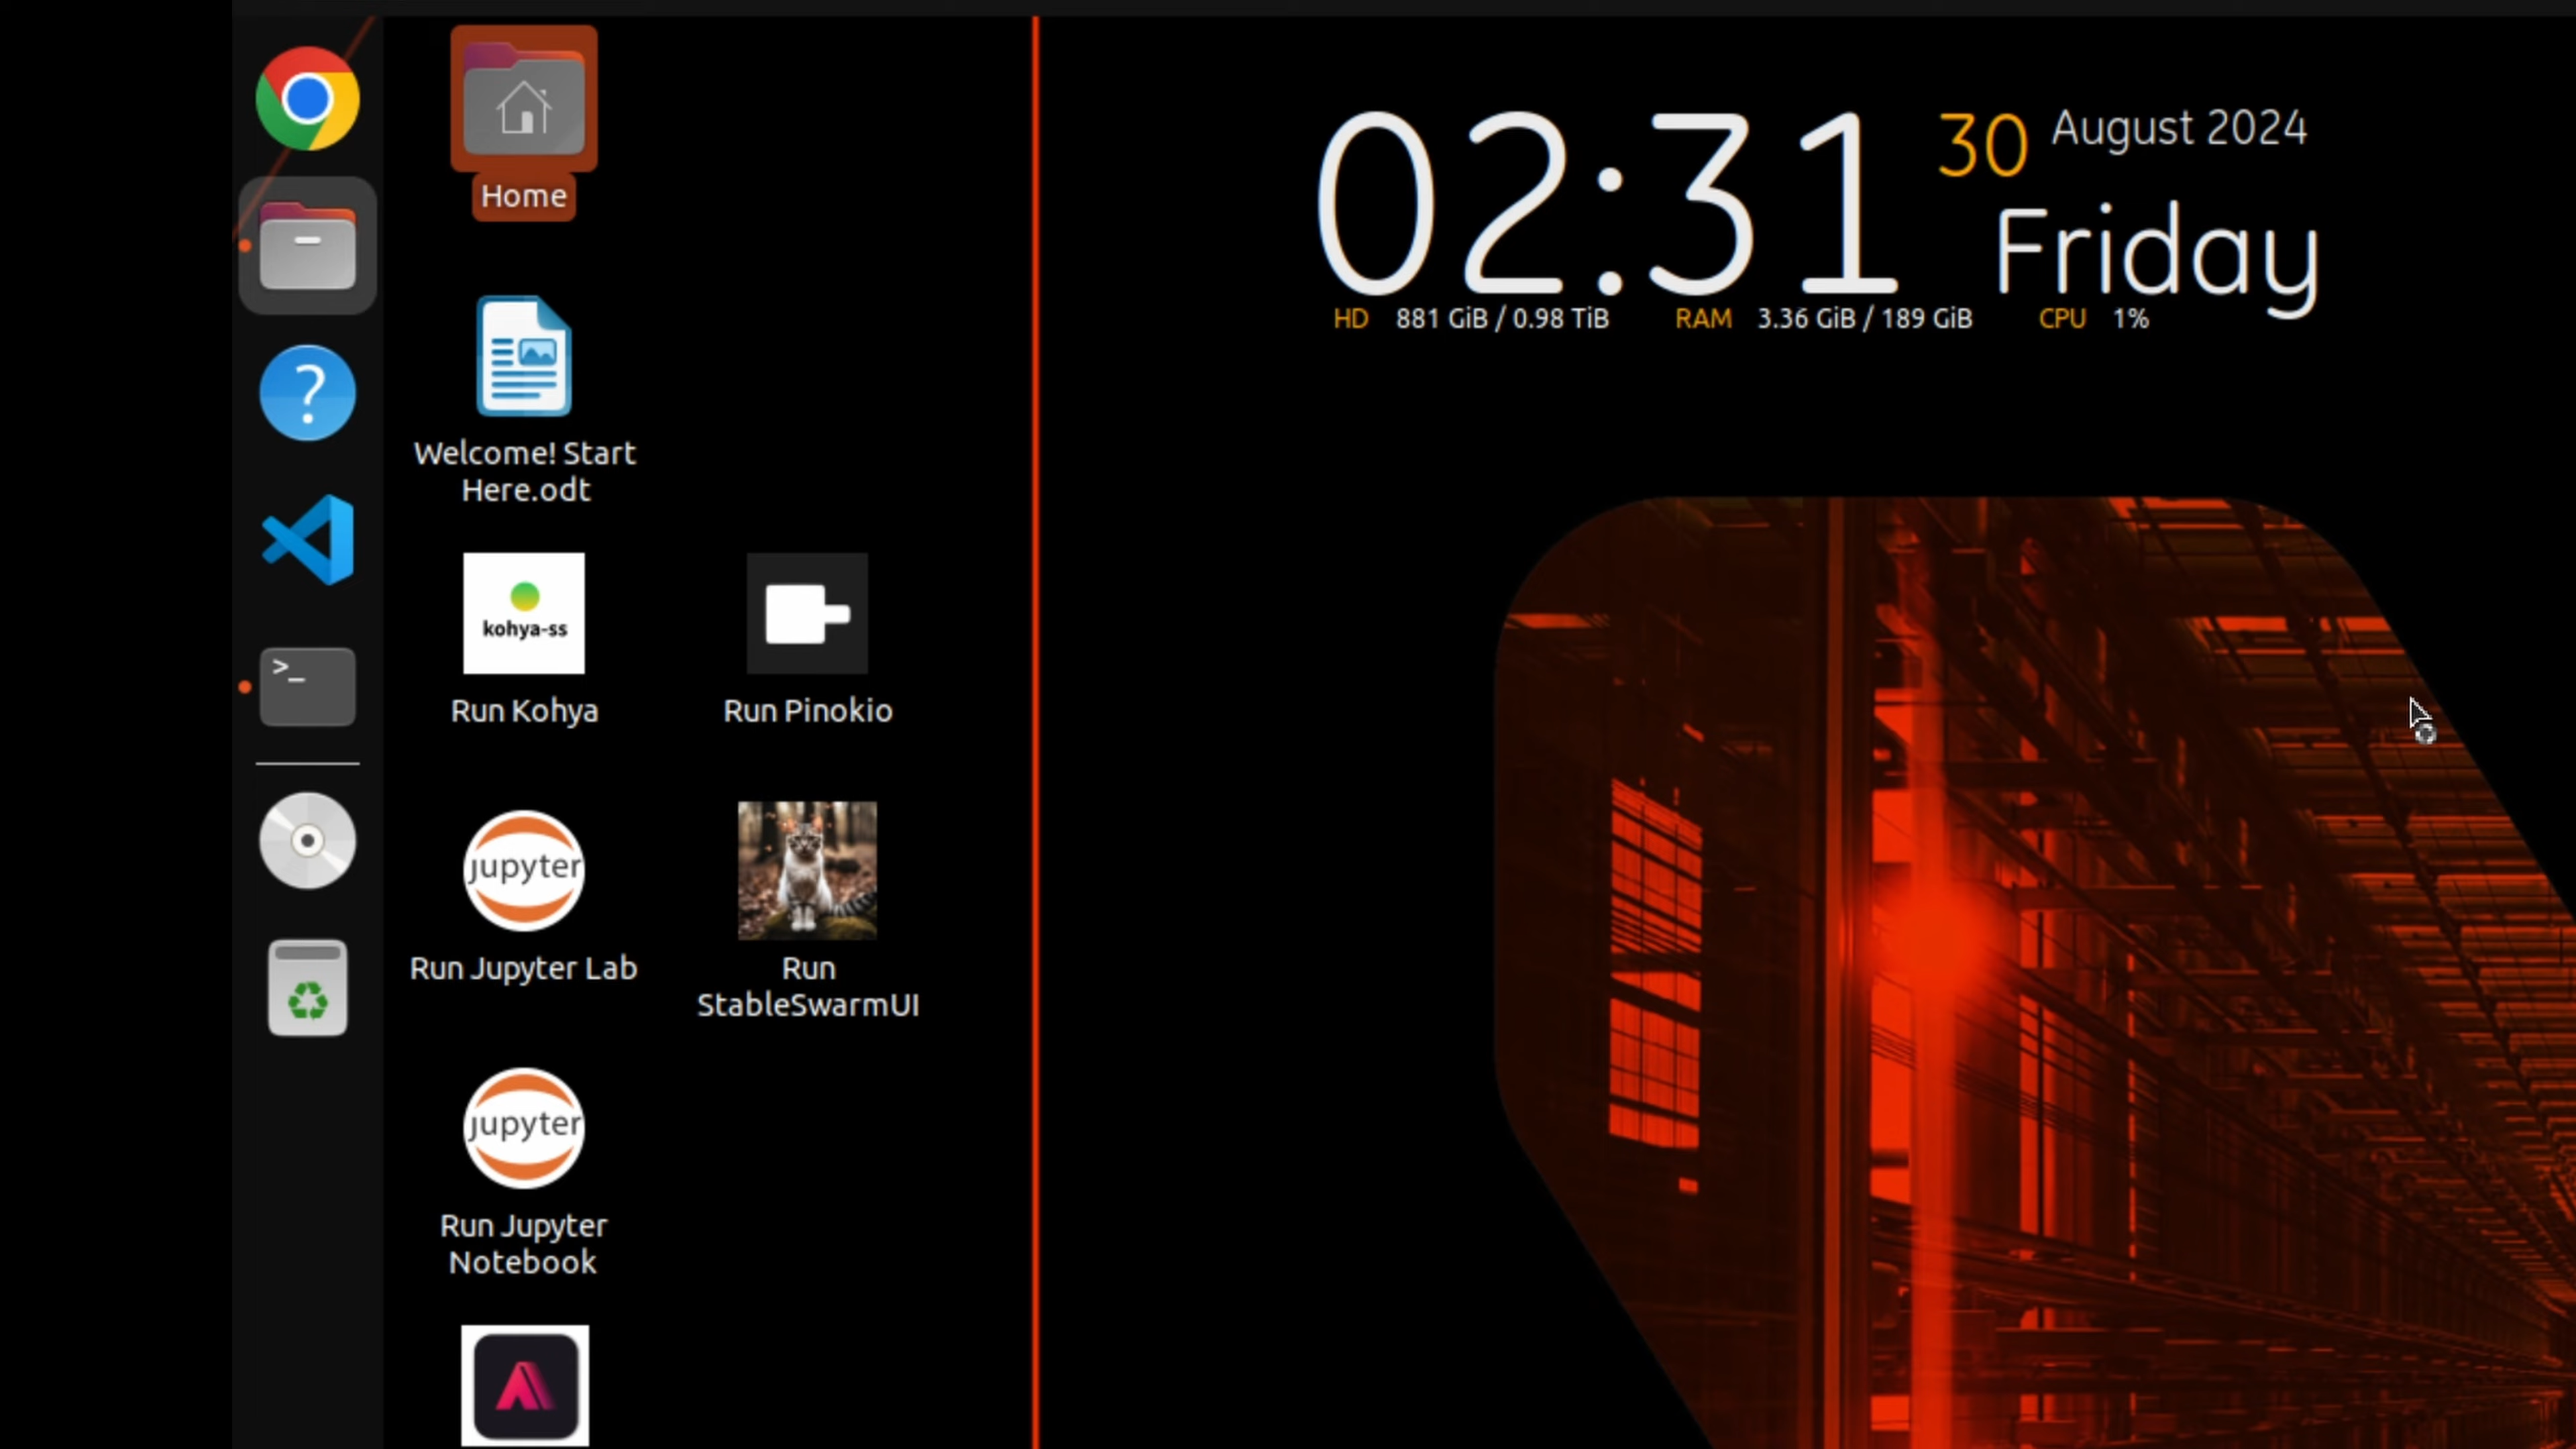 Home
Welcome! Start
Here.odt
kohya-ss
Run Kohya
Run Pinokio
jupyter
Run Jupyter Lab
Run
StableSwarmUI
jupyter
Run Jupyter
Notebook
02:31
30 August 2024
Friday
HD 881 GiB / 0.98 TiB RAM 3.36 GiB / 189 GiB CPU 1%